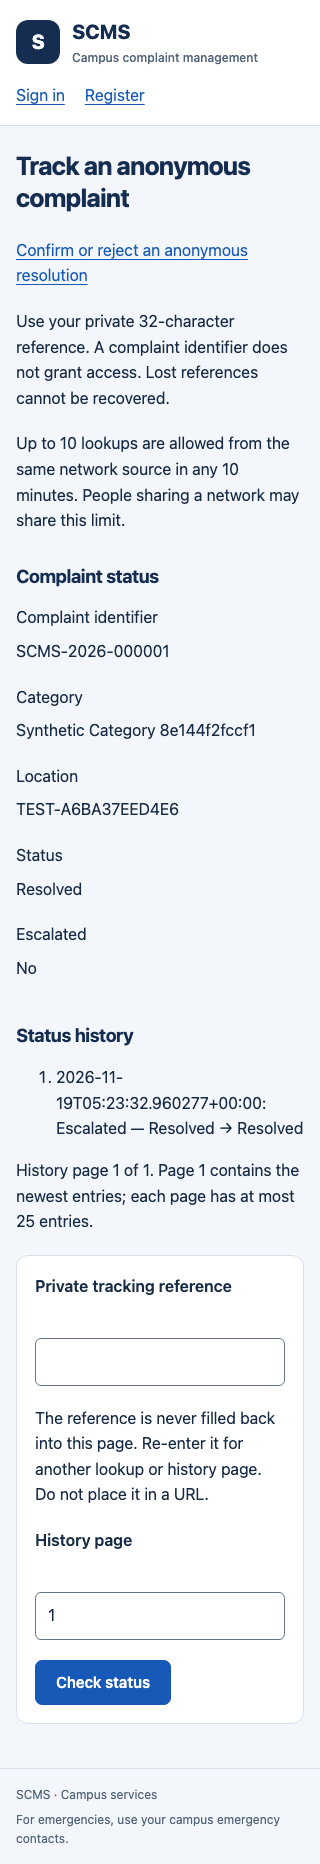 S
SCMS
Campus complaint management
Sign in Register
Track an anonymous
complaint
Confirm or reject an anonymous
resolution
Use your private 32-character
reference. A complaint identifier does
not grant access. Lost references
cannot be recovered.
Up to 10 lookups are allowed from the
same network source in any 10
minutes. People sharing a network may
share this limit.
Complaint status
Complaint identifier
SCMS-2026-000001
Category
Synthetic Category 8e144f2fccf1
Location
TEST-A6BA37EED4E6
Status
Resolved
Escalated
No
Status history
1. 2026-11-
19T05:23:32.960277+00:00:
Escalated — Resolved → Resolved
History page 1 of 1. Page 1 contains the
newest entries; each page has at most
25 entries.
Private tracking reference
The reference is never filled back
into this page. Re-enter it for
another lookup or history page.
Do not place it in a URL.
History page
1
Check status
SCMS · Campus services
For emergencies, use your campus emergency
contacts.